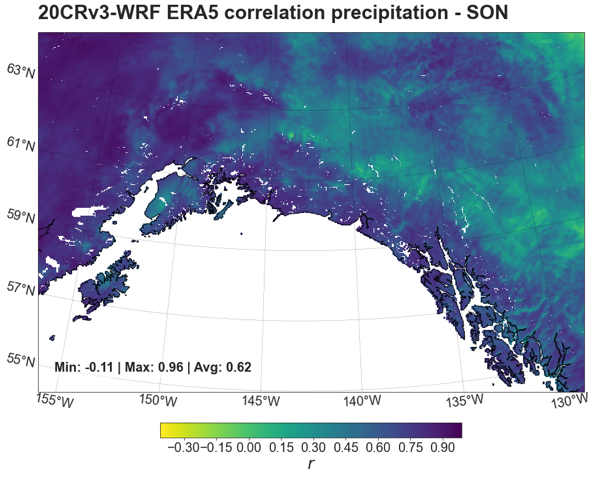 20CRv3-WRF ERA5 correlation precipitation - SON
63°N
61°N
59°N
57°N
55°N
Min: -0.11 | Max: 0.96 | Avg: 0.62
155°W 150°W 145°W 140°W 135°W 130°W
−0.30 −0.15 0.00 0.15 0.30 0.45 0.60 0.75 0.90
r